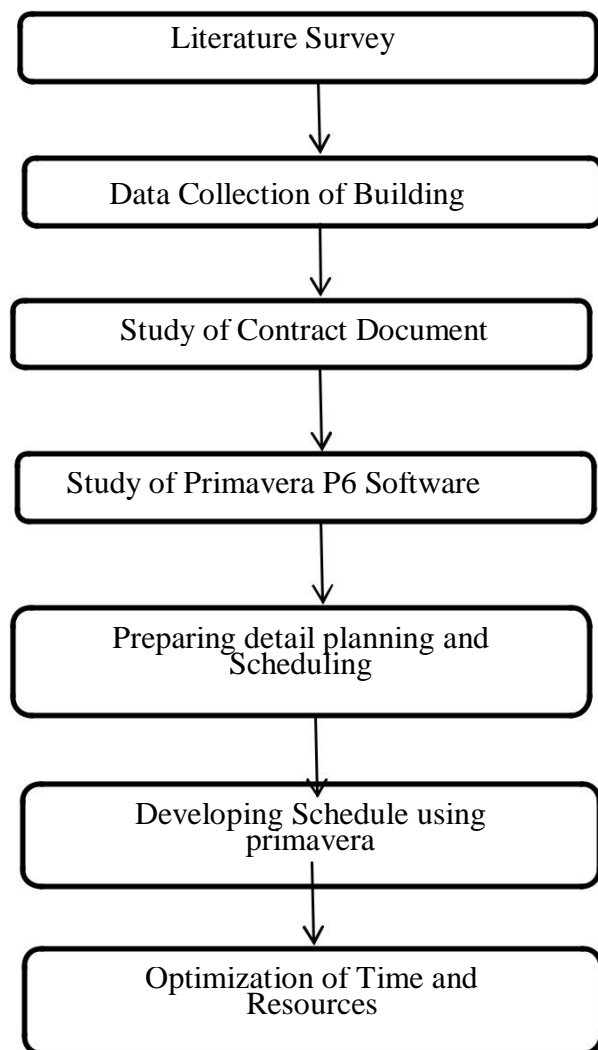 Literature Survey
Data Collection of Building
Study of Contract Document
Study of Primavera P6 Software
Preparing detail planning and
Scheduling
Developing Schedule using
primavera
Optimization of Time and
Resources